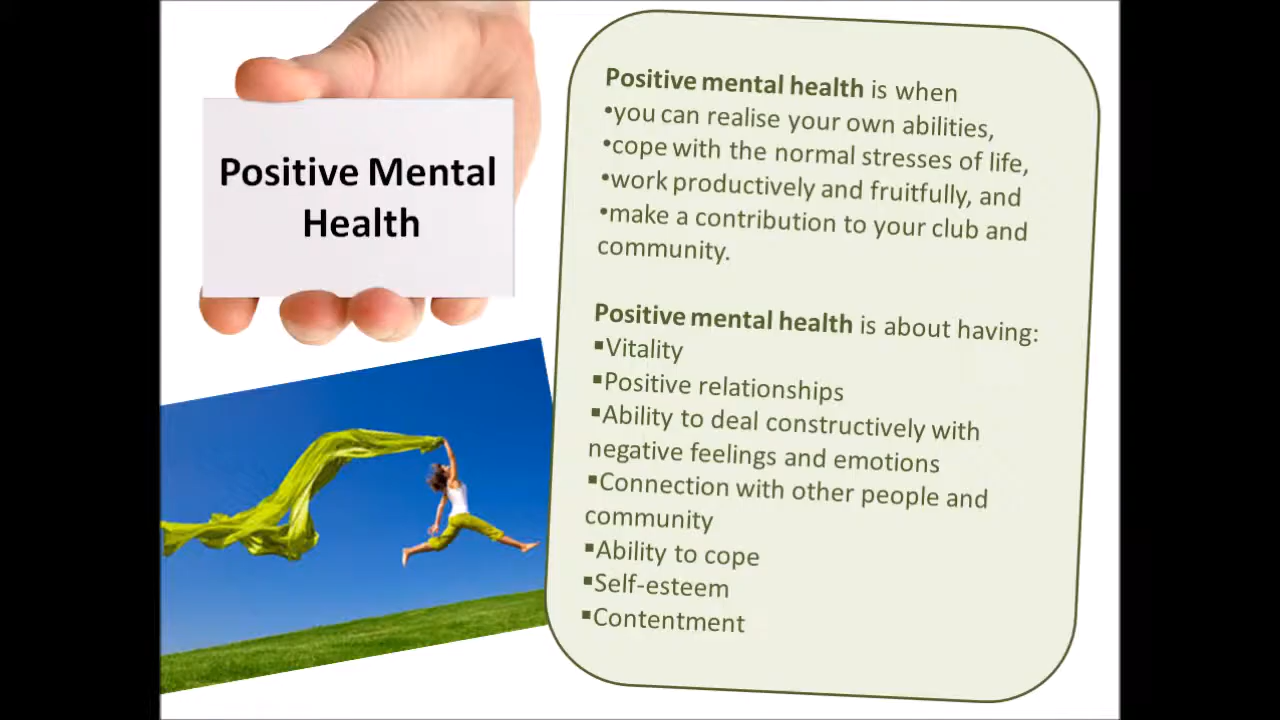 Positive Mental
Health
Positive mental health is when
•you can realise your own abilities,
•cope with the normal stresses of life,
•work productively and fruitfully, and
•make a contribution to your club and
community.
Positive mental health is about having:
▪Vitality
▪Positive relationships
▪Ability to deal constructively with
negative feelings and emotions
▪Connection with other people and
community
▪Ability to cope
▪Self-esteem
▪Contentment